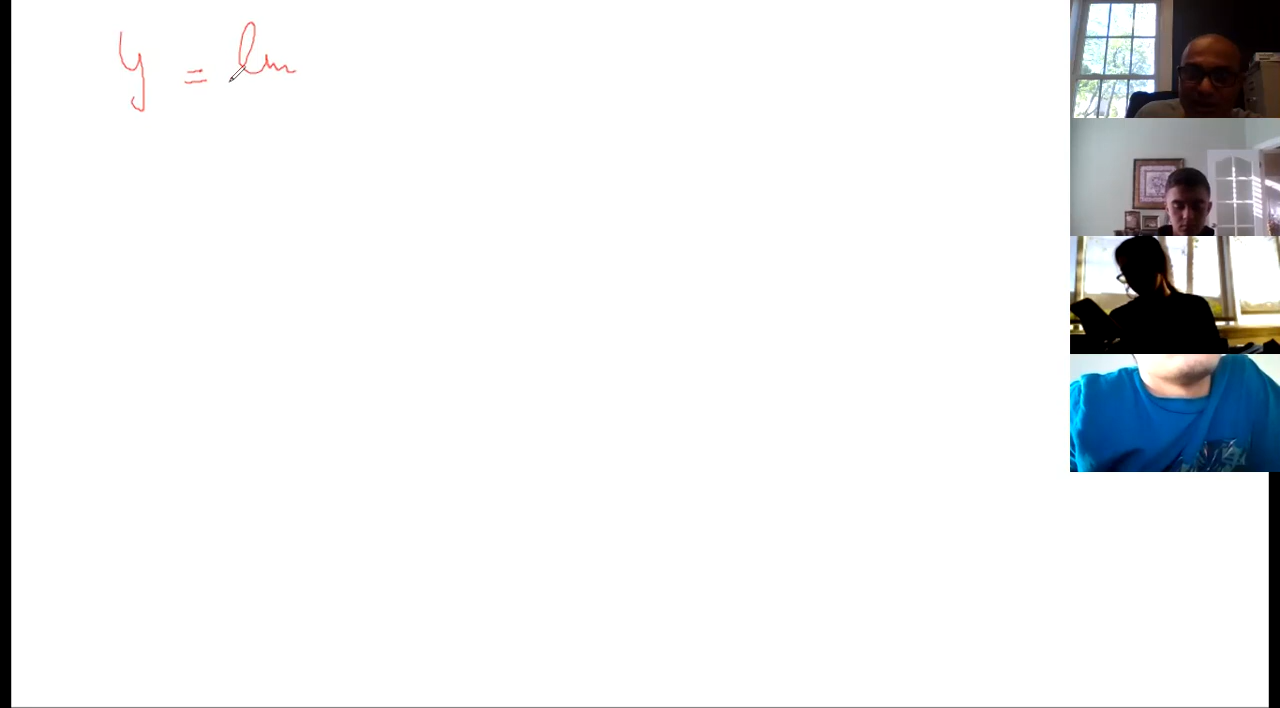 y = ln